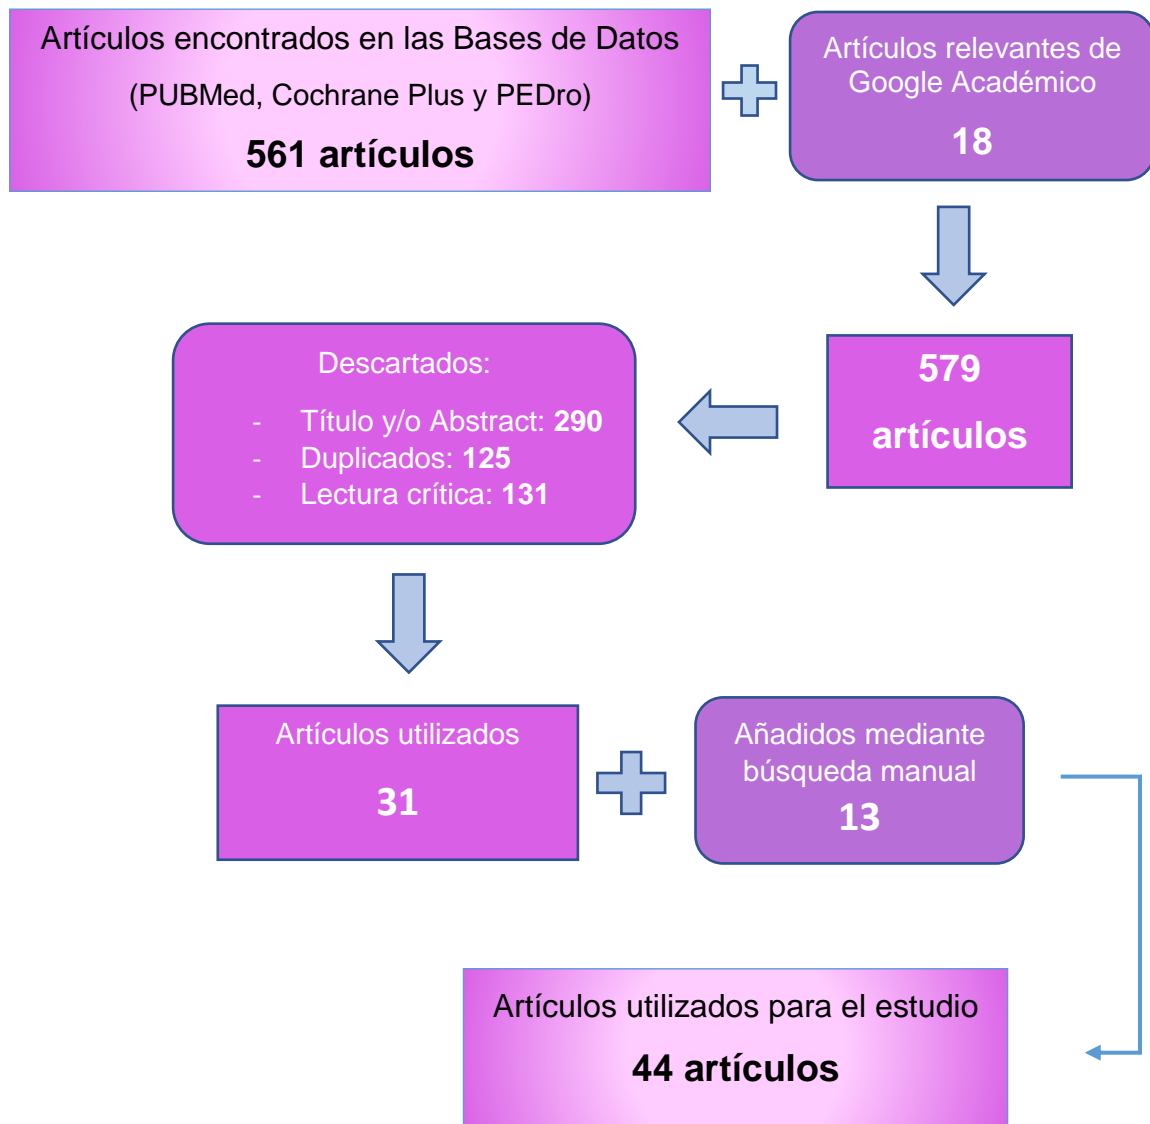 Artículos encontrados en las Bases de Datos
(PUBMed, Cochrane Plus y PEDro)
561 artículos
Artículos relevantes de
Google Académico
18
579
artículos
Descartados:
- Título y/o Abstract: 290
- Duplicados: 125
- Lectura crítica: 131
Artículos utilizados
31
Añadidos mediante
búsqueda manual
13
Artículos utilizados para el estudio
44 artículos